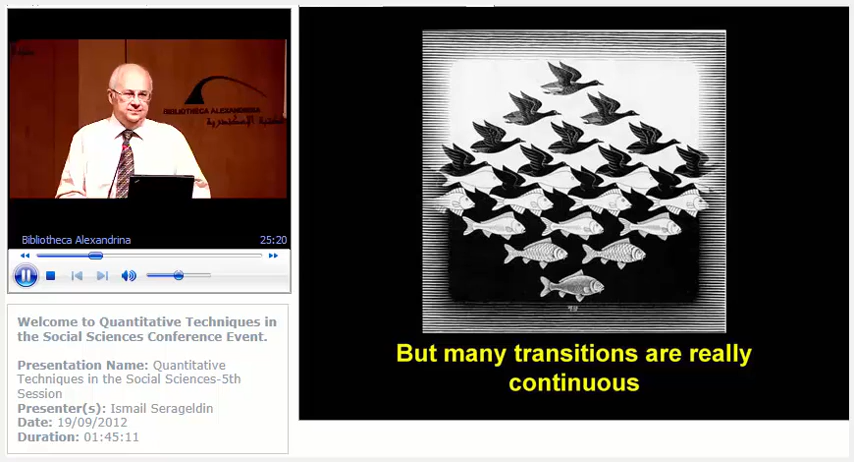 BIBLIOTHECA ALEXANDRINA
مكتبة الإسكندرية
Bibliotheca Alexandrina
25:20
Welcome to Quantitative Techniques in
the Social Sciences Conference Event.
Presentation Name: Quantitative
Techniques in the Social Sciences-5th
Session
Presenter(s): Ismail Serageldin
Date: 19/09/2012
Duration: 01:45:11
But many transitions are really
continuous